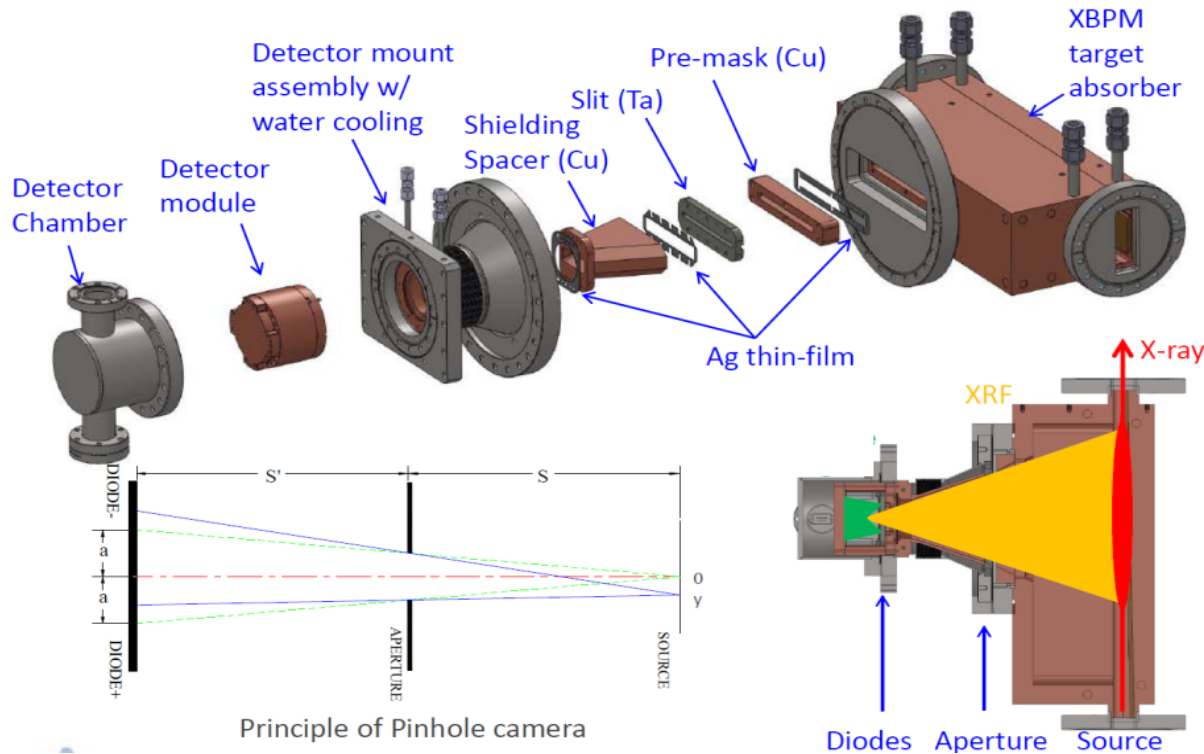 Detector mount
assembly w/
water cooling
Pre-mask (Cu)
XBPM
target
absorber
Slit (Ta)
Shielding
Spacer (Cu)
Detector
module
Detector
Chamber
Ag thin-film
X-ray
XRF
S'
S
DIODE-
a
a
0
y
DIODE+
APERTURE
SOURCE
Principle of Pinhole camera
Diodes
Aperture
Source